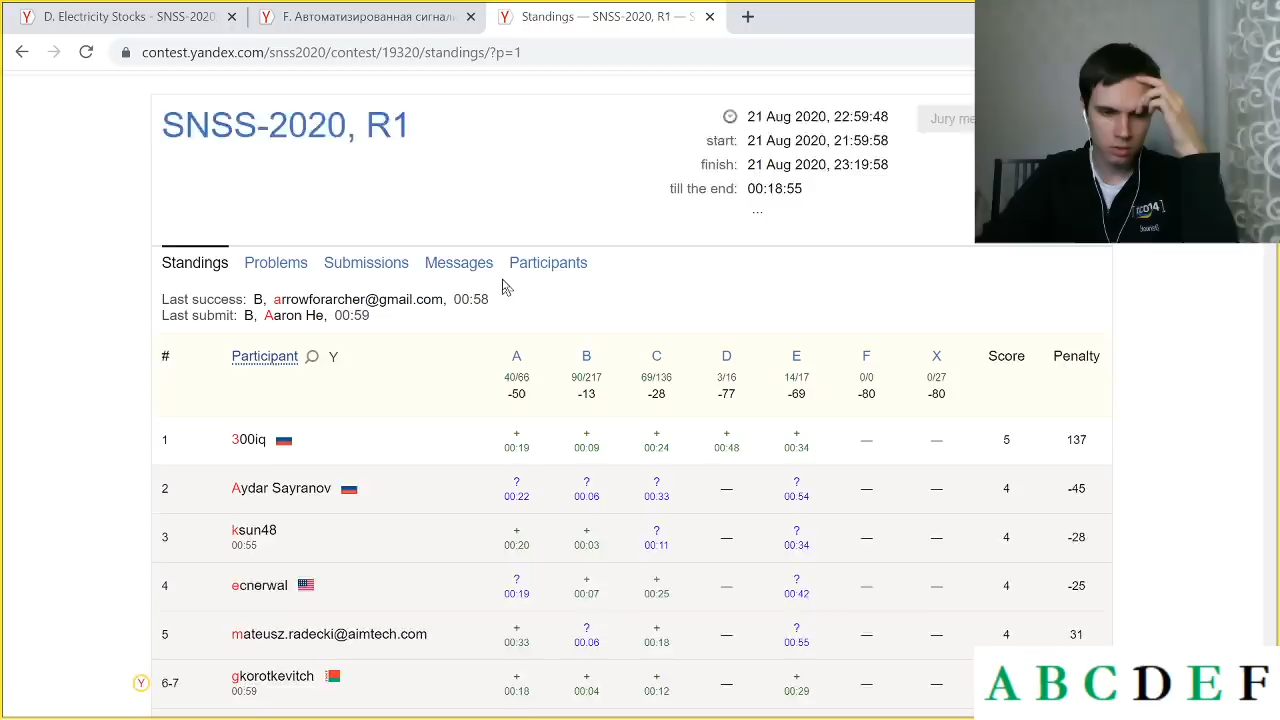 D. Electricity Stocks - SNSS-2020,
F. Автоматизированная сигнали
Standings — SNSS-2020, R1 — S
contest.yandex.com/snss2020/contest/19320/standings/?p=1
SNSS-2020, R1
21 Aug 2020, 22:59:48
start: 21 Aug 2020, 21:59:58
finish: 21 Aug 2020, 23:19:58
till the end: 00:18:55
...
Jury me
Standings Problems Submissions Messages Participants
Last success: B, arrowforarcher@gmail.com, 00:58
Last submit: B, Aaron He, 00:59
# Participant Y A B C D E F X Score Penalty
40/66 90/217 69/136 3/16 14/17 0/0 0/27
-50 -13 -28 -77 -69 -80 -80
1 300iq + + + + + — — 5 137
00:19 00:09 00:24 00:48 00:34
2 Aydar Sayranov ? ? ? — ? — — 4 -45
00:22 00:06 00:33 00:54
3 ksun48 + + ? — ? — — 4 -28
00:55 00:20 00:03 00:11 00:34
4 ecnerwal ? + + — ? — — 4 -25
00:19 00:07 00:25 00:42
5 mateusz.radecki@aimtech.com + ? + — ? — — 4 31
00:33 00:06 00:18 00:55
Y 6-7 gkorotkevitch + + + — + — —
00:59 00:18 00:04 00:12 00:29
A B C D E F